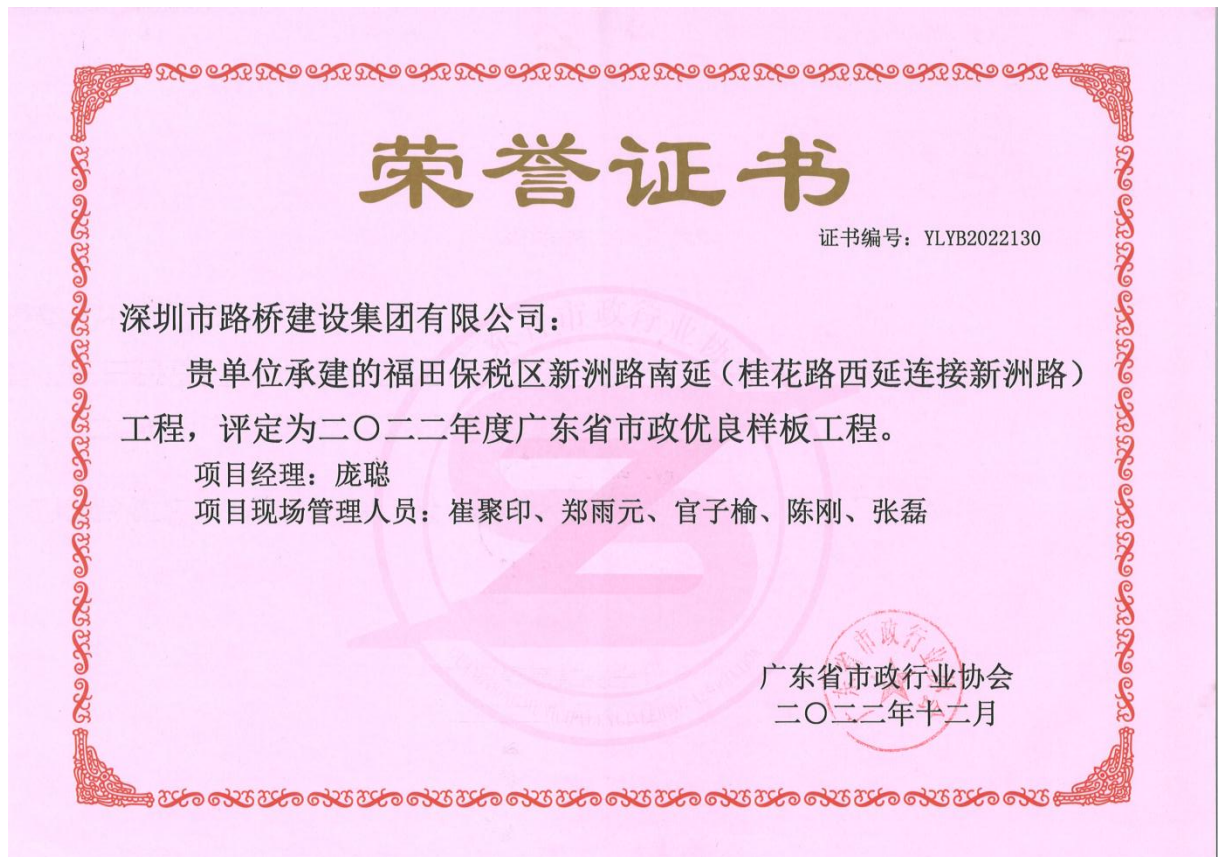 荣誉证书
证书编号：YLYB2022130
深圳市路桥建设集团有限公司：
贵单位承建的福田保税区新洲路南延（桂花路西延连接新洲路）
工程，评定为二〇二二年度广东省市政优良样板工程。
项目经理：庞聪
项目现场管理人员：崔聚印、郑雨元、官子榆、陈刚、张磊
广东省市政行业协会
二〇二二年十二月